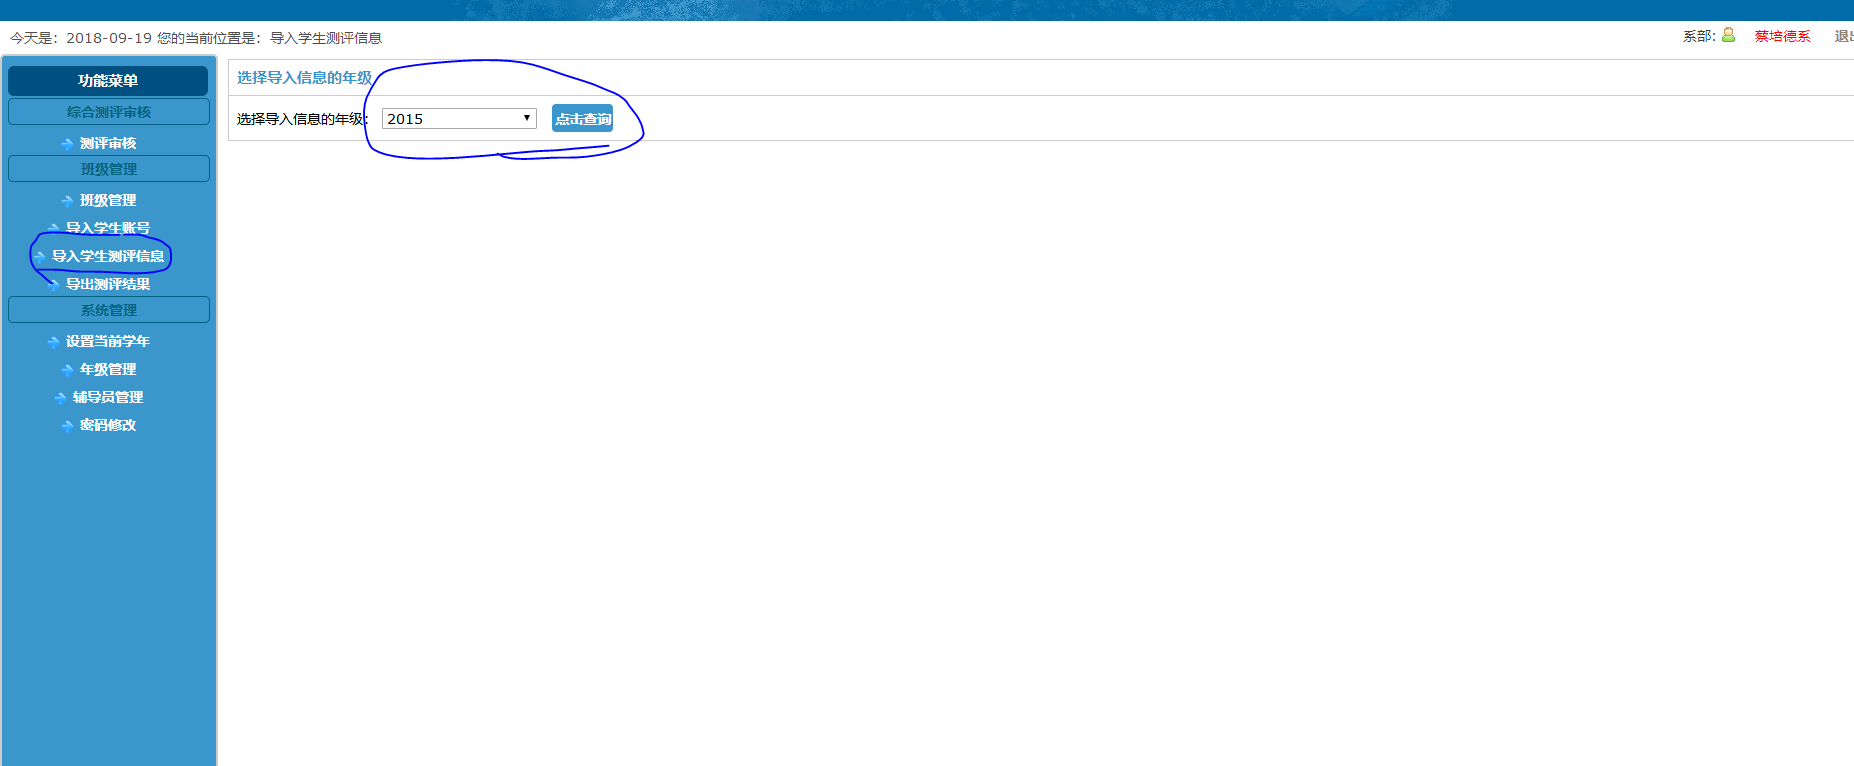 今天是：2018-09-19 您的当前位置是：导入学生测评信息
系部： 蔡培德系 退出
功能菜单
综合测评审核
测评审核
班级管理
班级管理
导入学生账号
导入学生测评信息
导出测评结果
系统管理
设置当前学年
年级管理
辅导员管理
密码修改
选择导入信息的年级
选择导入信息的年级： 2015 点击查询